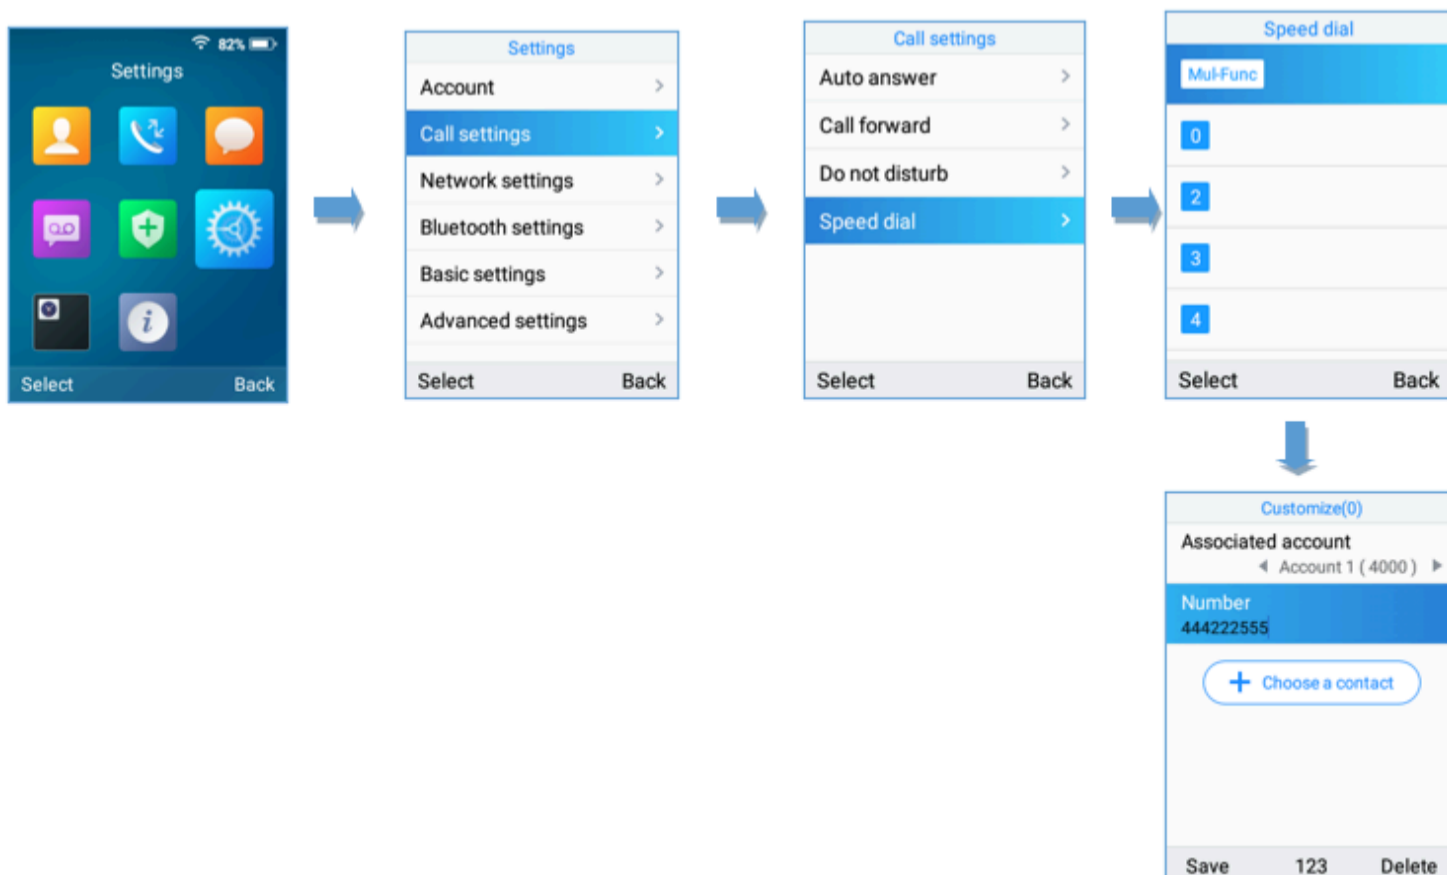 82%
Settings
Select Back
Settings
Account
Call settings
Network settings
Bluetooth settings
Basic settings
Advanced settings
Select Back
Call settings
Auto answer
Call forward
Do not disturb
Speed dial
Select Back
Speed dial
Mul-Func
0
2
3
4
Select Back
Customize(0)
Associated account
Account 1 ( 4000 )
Number
444222555
Choose a contact
Save 123 Delete